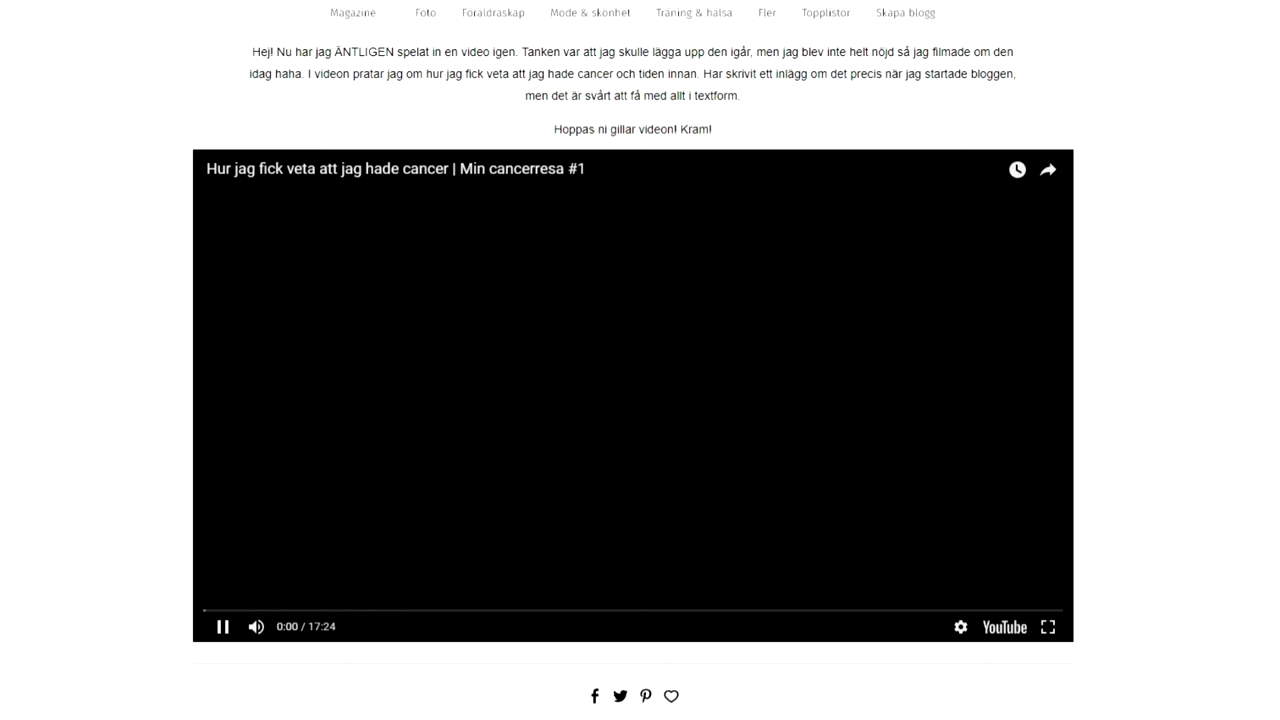 Magazine Foto Föräldraskap Mode & skönhet Träning & hälsa Fler Topplistor Skapa blogg
Hej! Nu har jag ÄNTLIGEN spelat in en video igen. Tanken var att jag skulle lägga upp den igår, men jag blev inte helt nöjd så jag filmade om den
idag haha. I videon pratar jag om hur jag fick veta att jag hade cancer och tiden innan. Har skrivit ett inlägg om det precis när jag startade bloggen,
men det är svårt att få med allt i textform.
Hoppas ni gillar videon! Kram!
Hur jag fick veta att jag hade cancer | Min cancerresa #1
0:00 / 17:24
YouTube